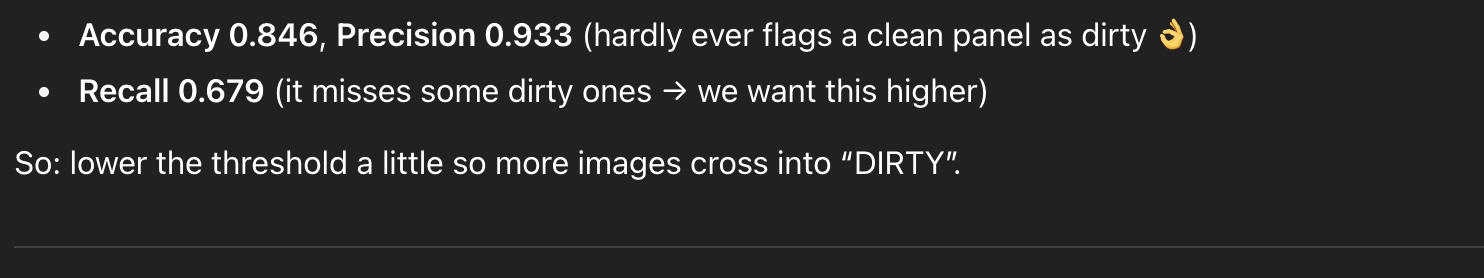 • Accuracy 0.846, Precision 0.933 (hardly ever flags a clean panel as dirty 👌)
• Recall 0.679 (it misses some dirty ones → we want this higher)
So: lower the threshold a little so more images cross into “DIRTY”.